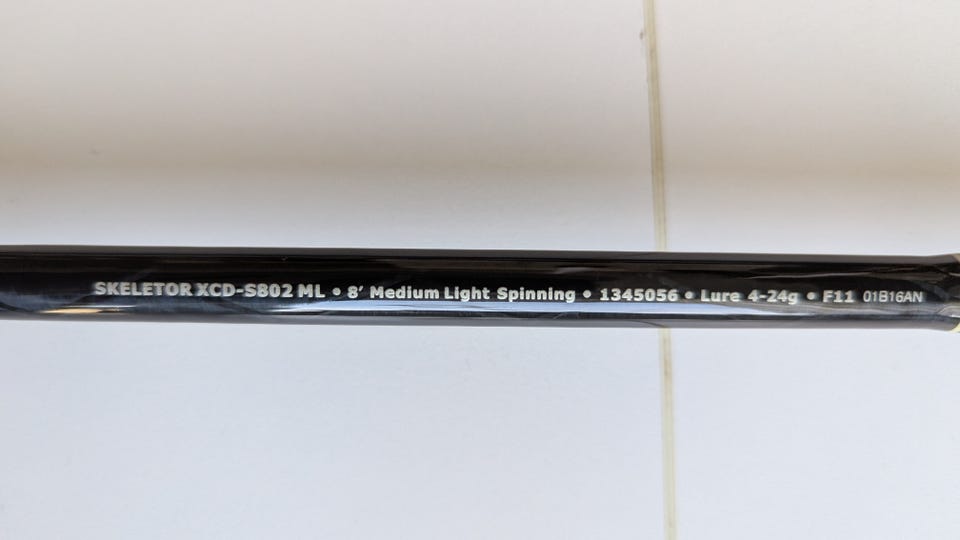 SKELETOR XCD-S802 ML • 8' Medium Light Spinning • 1345056 • Lure 4-24g • F11 01B16AN